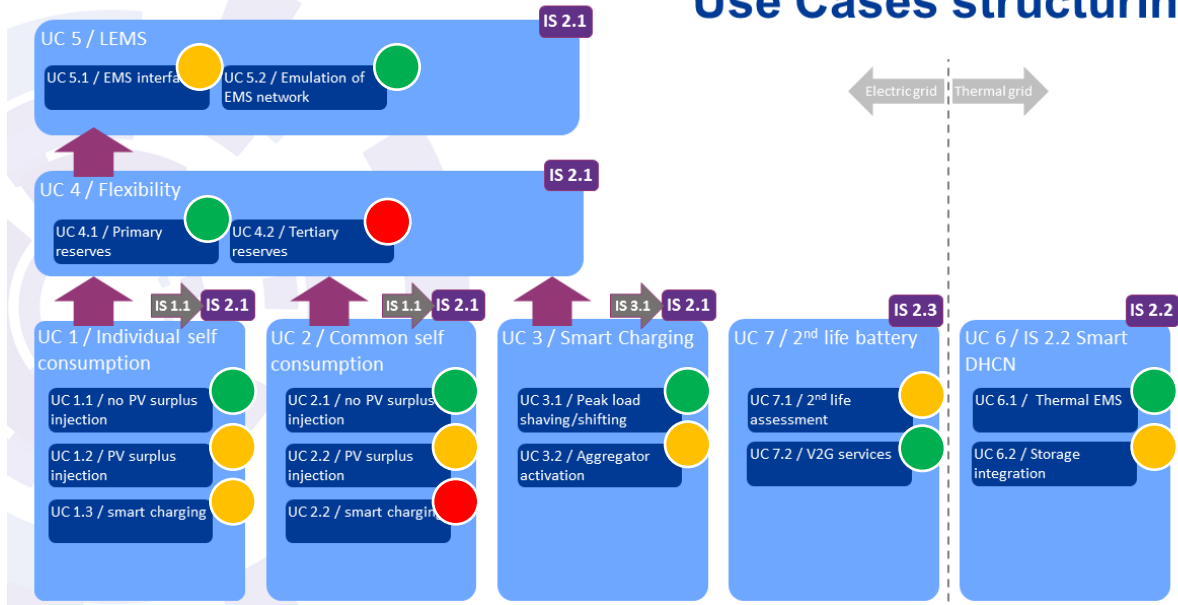 Use Cases structurin
IS 2.1
UC 5 / LEMS
UC 5.1 / EMS interfa
UC 5.2 / Emulation of
EMS network
Electric grid
Thermal grid
IS 2.1
UC 4 / Flexibility
UC 4.1 / Primary
reserves
UC 4.2 / Tertiary
reserves
IS 1.1
IS 2.1
IS 1.1
IS 2.1
IS 3.1
IS 2.1
IS 2.3
IS 2.2
UC 1 / Individual self
consumption
UC 1.1 / no PV surplus
injection
UC 1.2 / PV surplus
injection
UC 1.3 / smart charging
UC 2 / Common self
consumption
UC 2.1 / no PV surplus
injection
UC 2.2 / PV surplus
injection
UC 2.2 / smart charging
UC 3 / Smart Charging
UC 3.1 / Peak load
shaving/shifting
UC 3.2 / Aggregator
activation
UC 7 / 2nd life battery
UC 7.1 / 2nd life
assessment
UC 7.2 / V2G services
UC 6 / IS 2.2 Smart
DHCN
UC 6.1 / Thermal EMS
UC 6.2 / Storage
integration